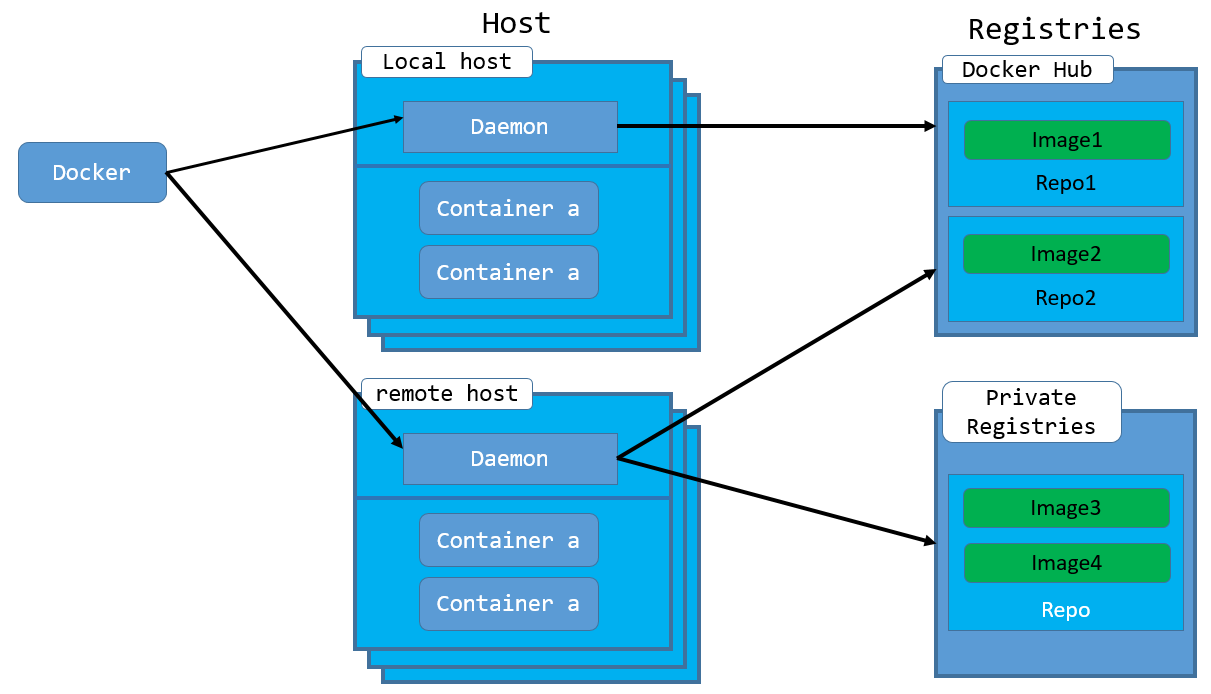 Host
Registries
Local host
Docker Hub
Daemon
Image1
Docker
Repo1
Container a
Image2
Container a
Repo2
remote host
Private
Registries
Daemon
Image3
Container a
Image4
Container a
Repo